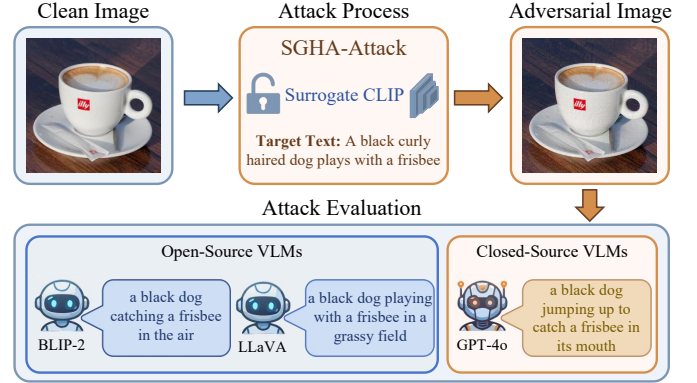 Clean Image
Attack Process
Adversarial Image
illy
SGHA-Attack
Surrogate CLIP
Target Text: A black curly
haired dog plays with a frisbee
illy
Attack Evaluation
Open-Source VLMs
BLIP-2
a black dog
catching a frisbee
in the air
LLaVA
a black dog playing
with a frisbee in a
grassy field
Closed-Source VLMs
GPT-4o
a black dog
jumping up to
catch a frisbee in
its mouth